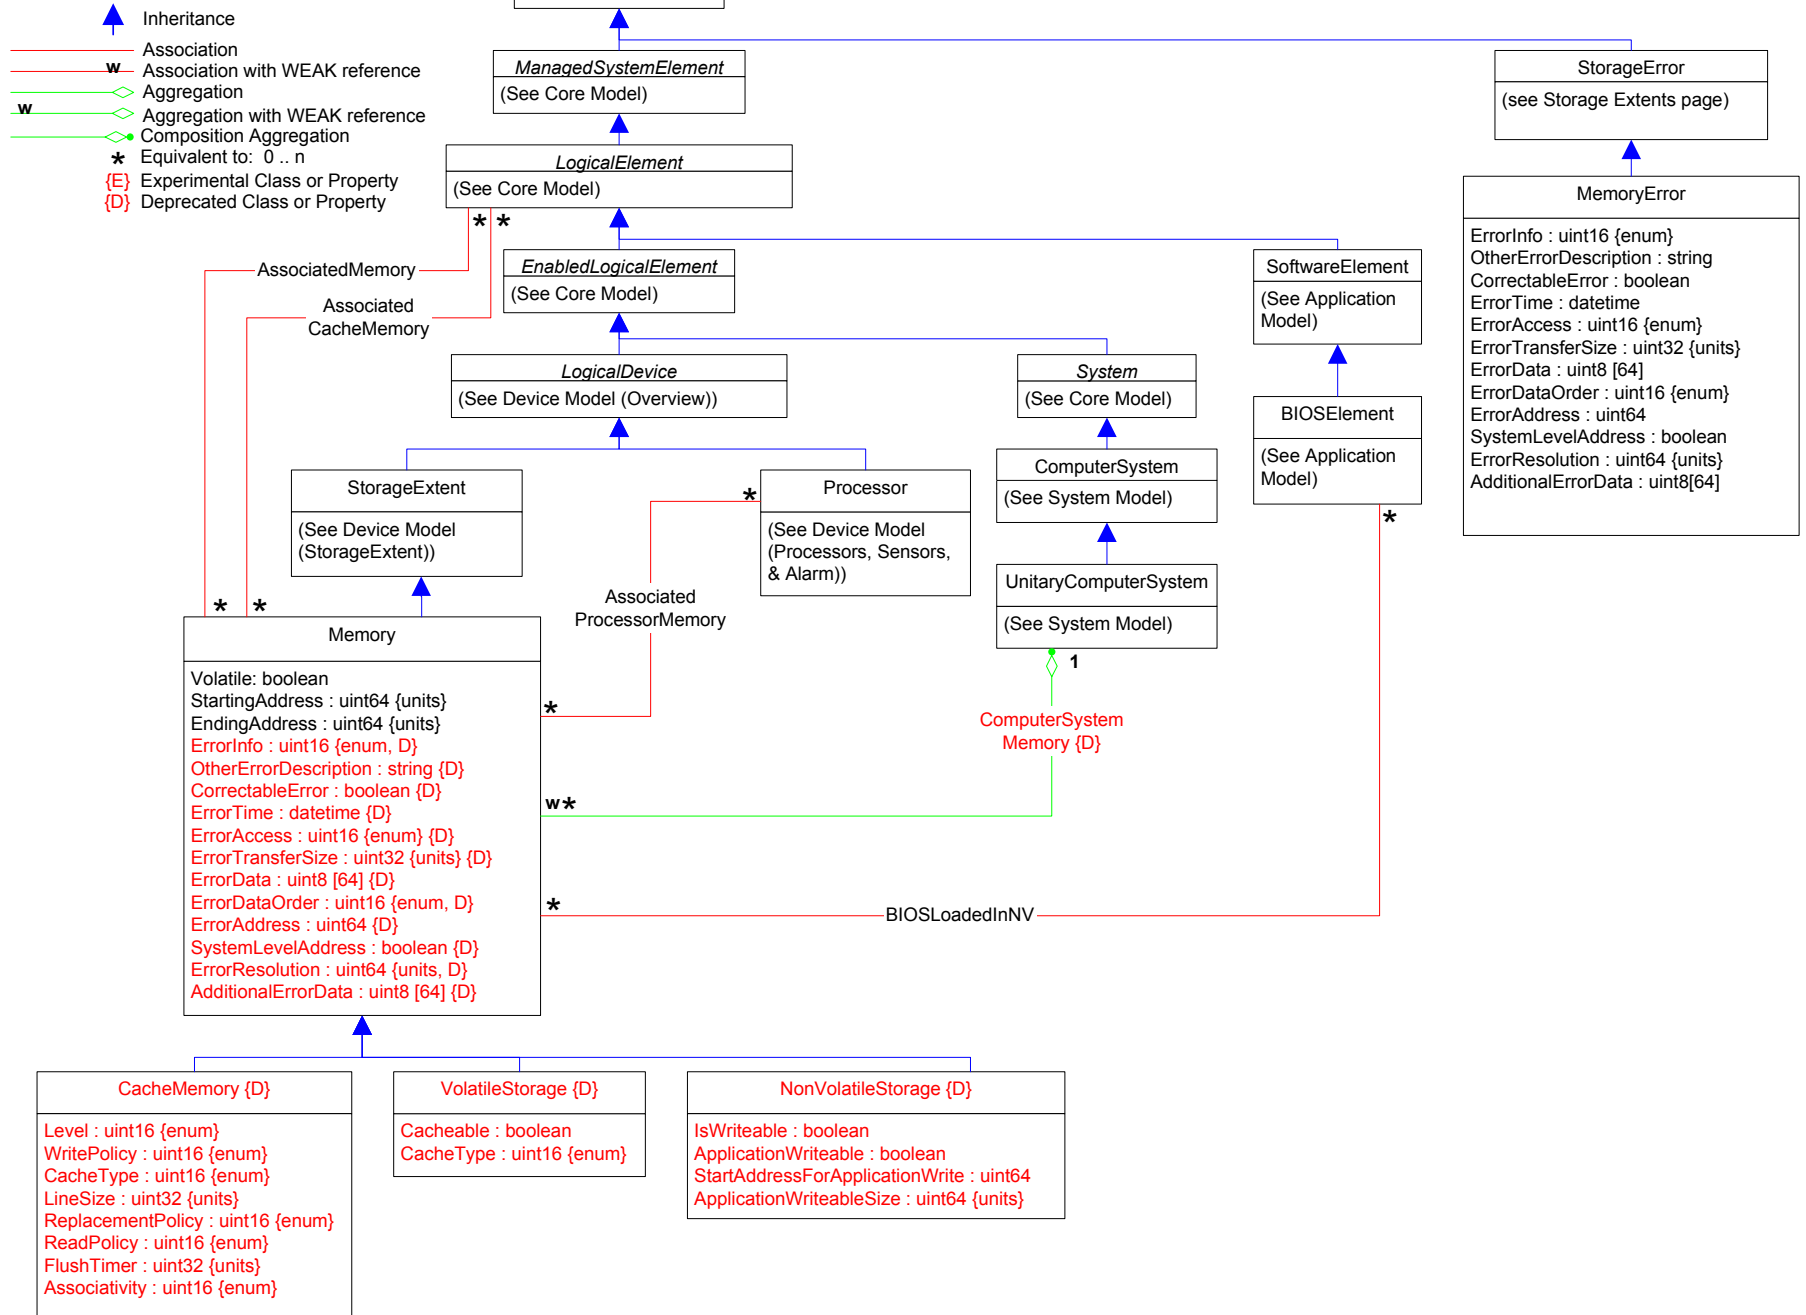 Inheritance
Association
w
Association with WEAK reference
Aggregation
w
Aggregation with WEAK reference
Composition Aggregation
* Equivalent to: 0 .. n
{E} Experimental Class or Property
{D} Deprecated Class or Property
ManagedSystemElement
(See Core Model)
StorageError
(see Storage Extents page)
LogicalElement
(See Core Model)
* *
MemoryError
ErrorInfo : uint16 {enum}
OtherErrorDescription : string
CorrectableError : boolean
ErrorTime : datetime
ErrorAccess : uint16 {enum}
ErrorTransferSize : uint32 {units}
ErrorData : uint8 [64]
ErrorDataOrder : uint16 {enum}
ErrorAddress : uint64
SystemLevelAddress : boolean
ErrorResolution : uint64 {units}
AdditionalErrorData : uint8[64]
AssociatedMemory
Associated
CacheMemory
EnabledLogicalElement
(See Core Model)
SoftwareElement
(See Application
Model)
LogicalDevice
(See Device Model (Overview))
System
(See Core Model)
BIOSElement
(See Application
Model)
*
StorageExtent
(See Device Model
(StorageExtent))
*
Processor
(See Device Model
(Processors, Sensors,
& Alarm))
ComputerSystem
(See System Model)
UnitaryComputerSystem
(See System Model)
1
Associated
ProcessorMemory
* *
Memory
Volatile: boolean
StartingAddress : uint64 {units}
EndingAddress : uint64 {units}
ErrorInfo : uint16 {enum, D}
OtherErrorDescription : string {D}
CorrectableError : boolean {D}
ErrorTime : datetime {D}
ErrorAccess : uint16 {enum} {D}
ErrorTransferSize : uint32 {units} {D}
ErrorData : uint8 [64] {D}
ErrorDataOrder : uint16 {enum, D}
ErrorAddress : uint64 {D}
SystemLevelAddress : boolean {D}
ErrorResolution : uint64 {units, D}
AdditionalErrorData : uint8 [64] {D}
*
ComputerSystem
Memory {D}
w*
*
BIOSLoadedInNV
CacheMemory {D}
Level : uint16 {enum}
WritePolicy : uint16 {enum}
CacheType : uint16 {enum}
LineSize : uint32 {units}
ReplacementPolicy : uint16 {enum}
ReadPolicy : uint16 {enum}
FlushTimer : uint32 {units}
Associativity : uint16 {enum}
VolatileStorage {D}
Cacheable : boolean
CacheType : uint16 {enum}
NonVolatileStorage {D}
IsWriteable : boolean
ApplicationWriteable : boolean
StartAddressForApplicationWrite : uint64
ApplicationWriteableSize : uint64 {units}